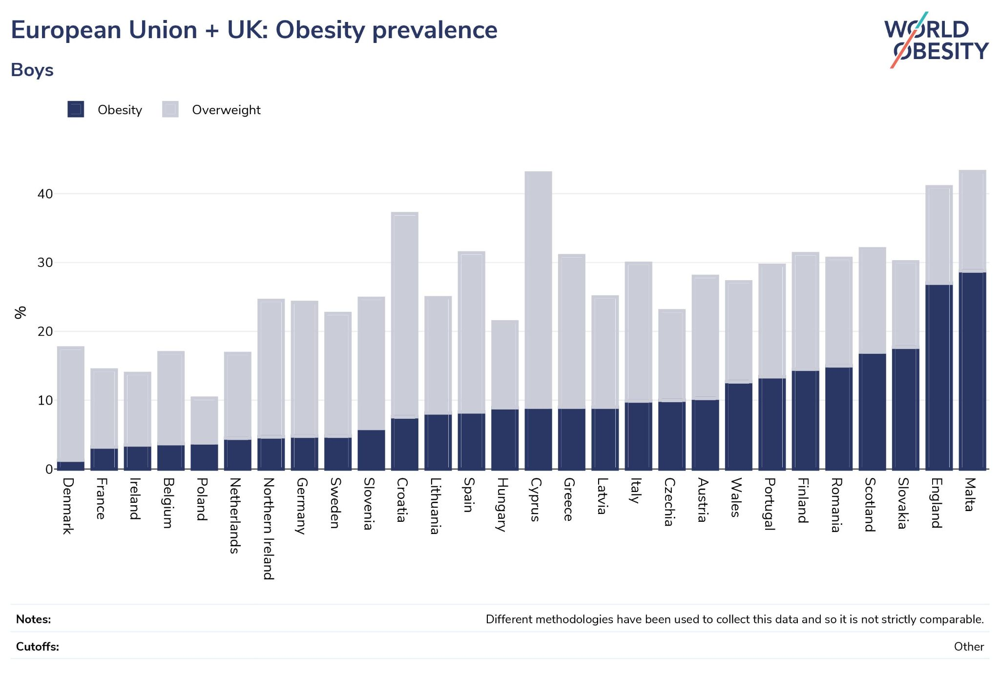 European Union + UK: Obesity prevalence
WORLD
OBESITY
Boys
Obesity
Overweight
40
30
20
10
0
%
Denmark
France
Ireland
Belgium
Poland
Netherlands
Northern Ireland
Germany
Sweden
Slovenia
Croatia
Lithuania
Spain
Hungary
Cyprus
Greece
Latvia
Italy
Czechia
Austria
Wales
Portugal
Finland
Romania
Scotland
Slovakia
England
Malta
Notes: Different methodologies have been used to collect this data and so it is not strictly comparable.
Cutoffs: Other